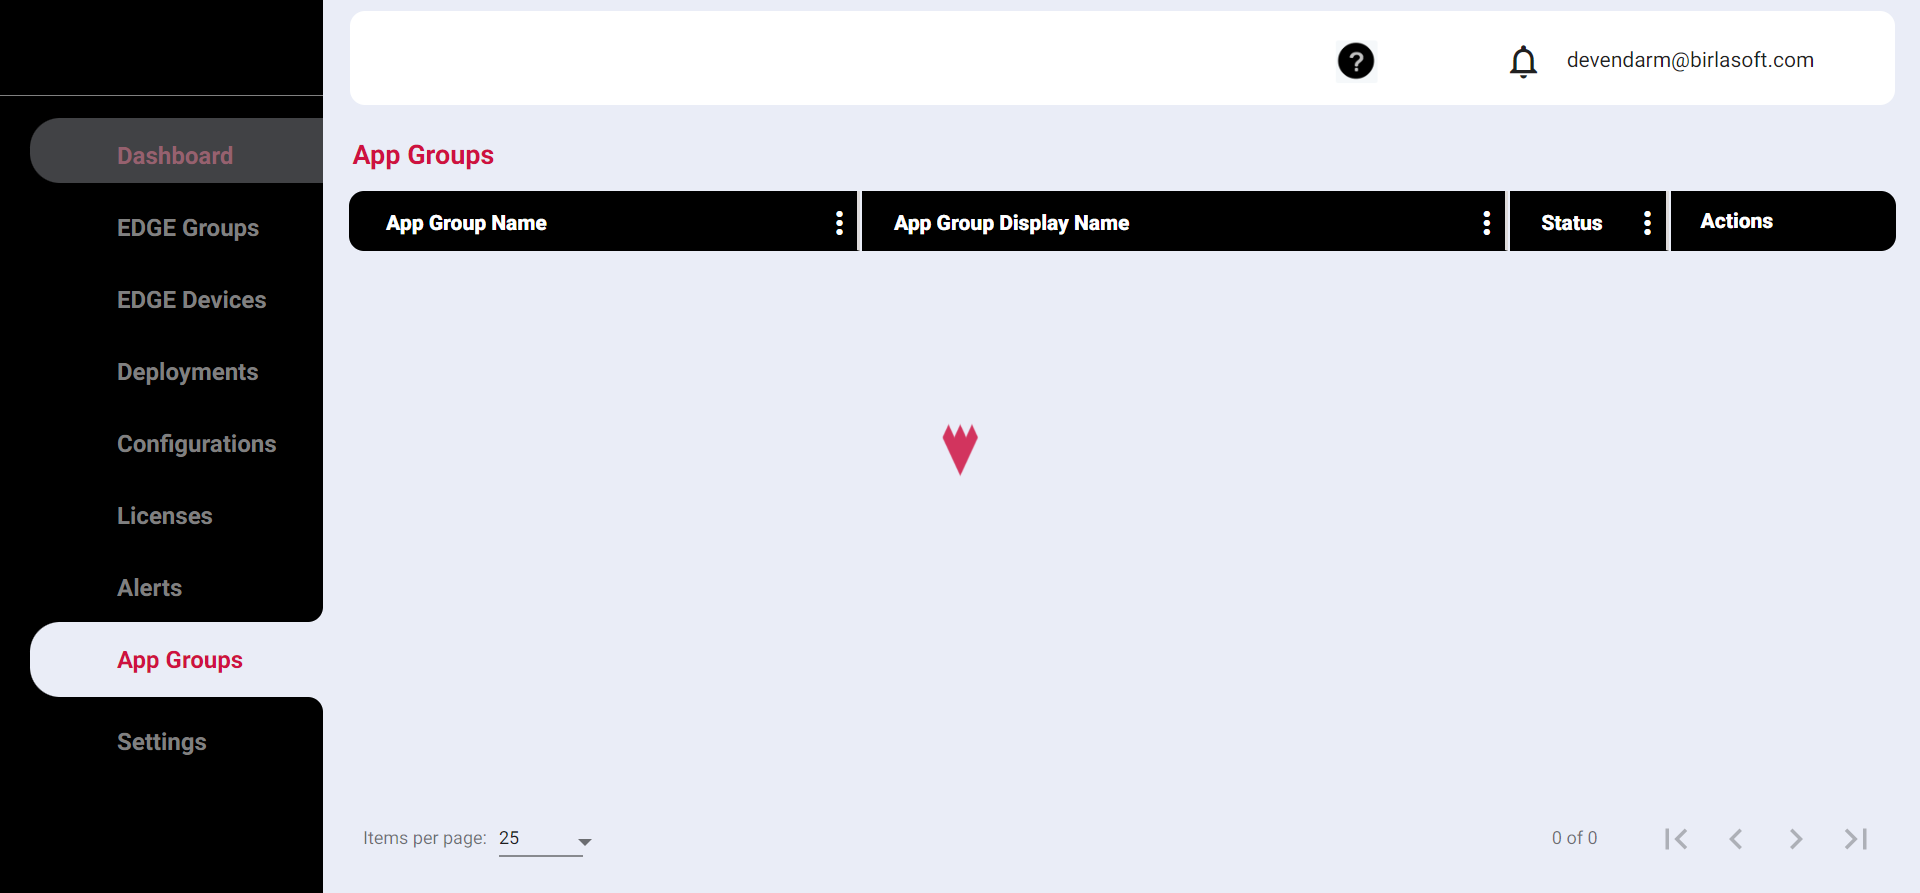 devendarm@birlasoft.com
Dashboard
EDGE Groups
EDGE Devices
Deployments
Configurations
Licenses
Alerts
App Groups
Settings
App Groups
App Group Name
App Group Display Name
Status
Actions
Items per page: 25
0 of 0